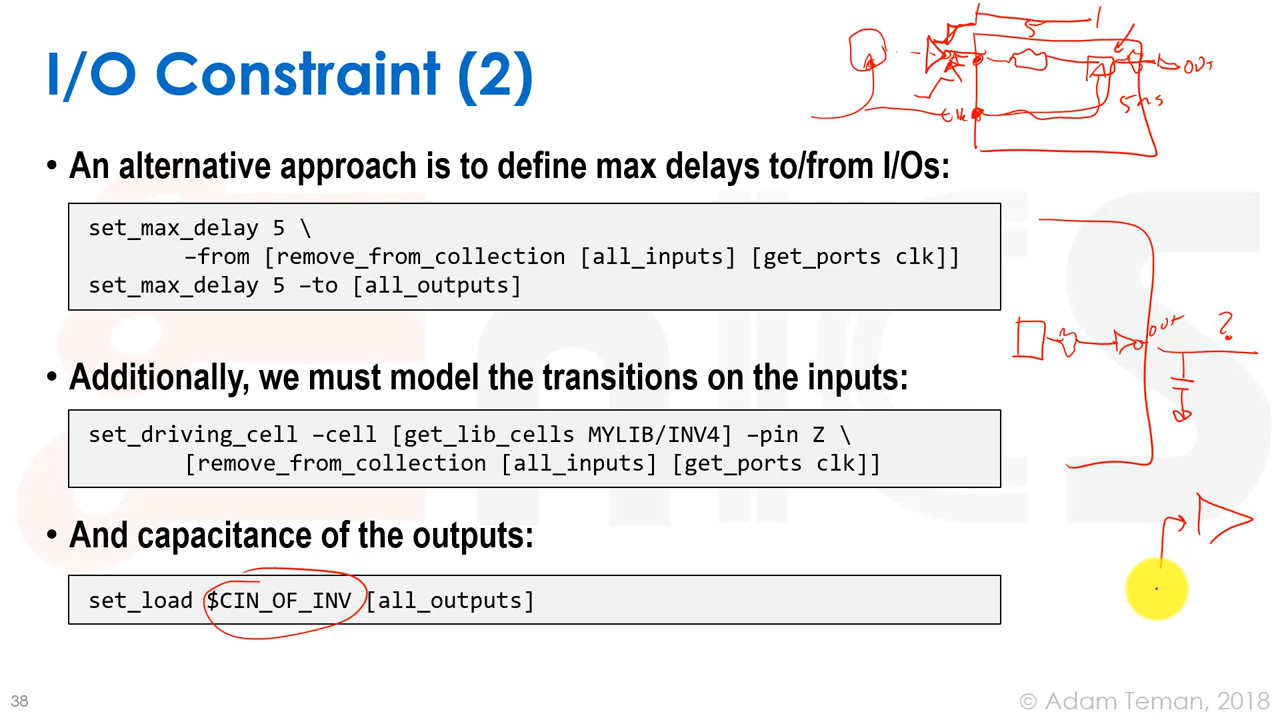 I/O Constraint (2)
• An alternative approach is to define max delays to/from I/Os:
set_max_delay 5 \
–from [remove_from_collection [all_inputs] [get_ports clk]]
set_max_delay 5 –to [all_outputs]
• Additionally, we must model the transitions on the inputs:
set_driving_cell –cell [get_lib_cells MYLIB/INV4] –pin Z \
[remove_from_collection [all_inputs] [get_ports clk]]
• And capacitance of the outputs:
set_load $CIN_OF_INV [all_outputs]
5
OUT
clk
5ns
OUT
?
38
© Adam Teman, 2018